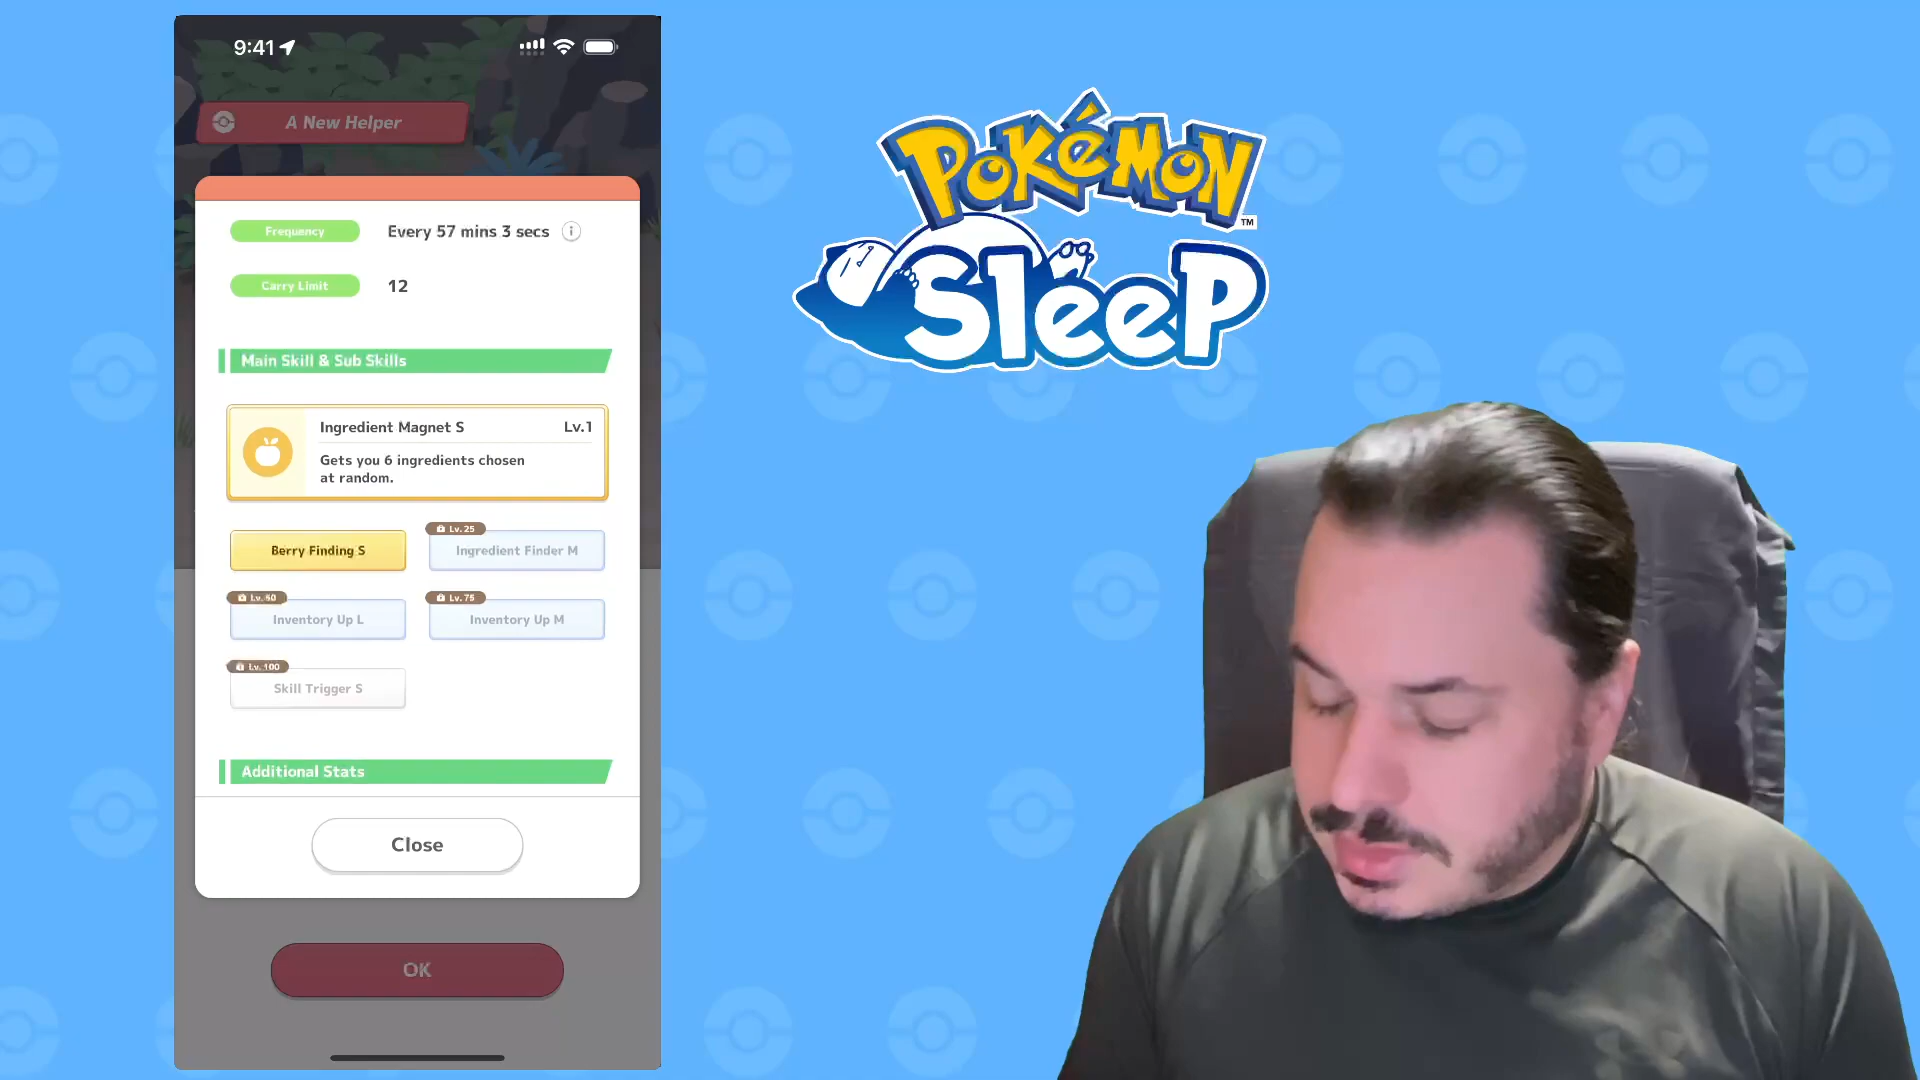 9:41
A New Helper
Frequency
Every 57 mins 3 secs
i
Carry Limit
12
Main Skill & Sub Skills
Ingredient Magnet S
Lv.1
Gets you 6 ingredients chosen
at random.
Berry Finding S
Lv.25
Ingredient Finder M
Lv.50
Inventory Up L
Lv.75
Inventory Up M
Lv.100
Skill Trigger S
Additional Stats
Close
OK
POKéMON
TM
Sleep